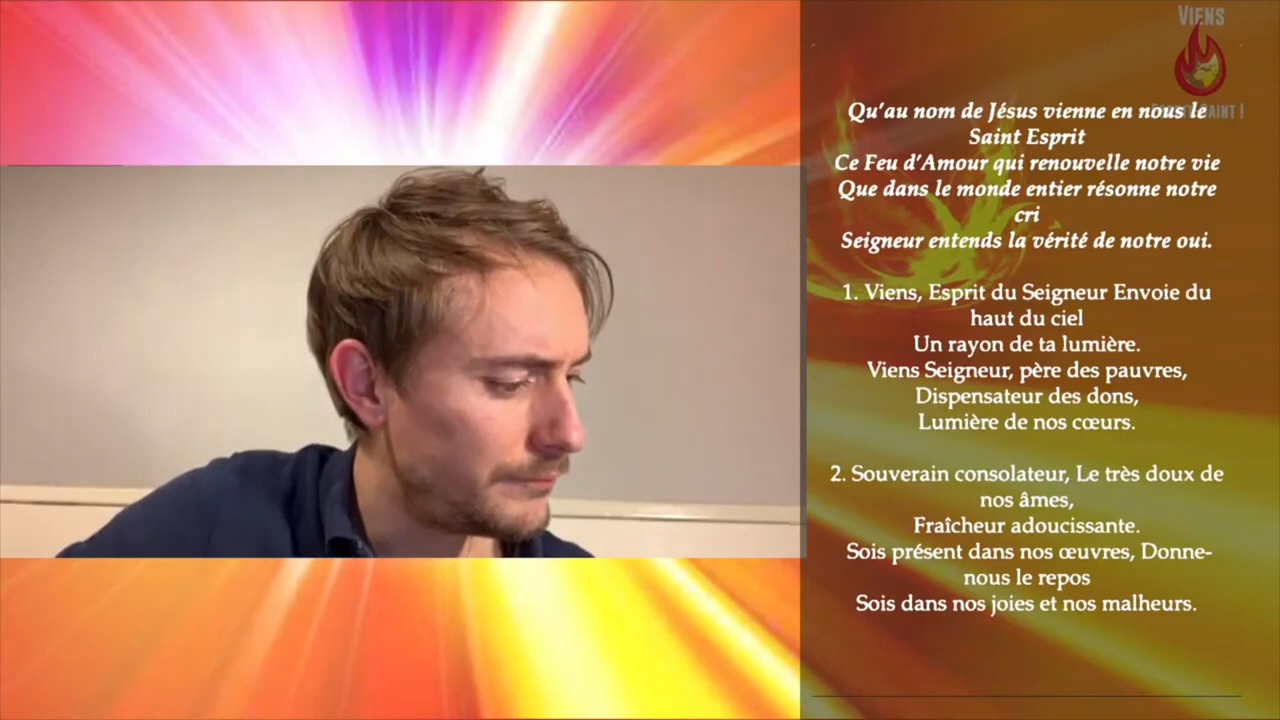 Viens
Esprit Saint !
Qu'au nom de Jésus vienne en nous le
Saint Esprit
Ce Feu d'Amour qui renouvelle notre vie
Que dans le monde entier résonne notre
cri
Seigneur entends la vérité de notre oui.
1. Viens, Esprit du Seigneur Envoie du
haut du ciel
Un rayon de ta lumière.
Viens Seigneur, père des pauvres,
Dispensateur des dons,
Lumière de nos cœurs.
2. Souverain consolateur, Le très doux de
nos âmes,
Fraîcheur adoucissante.
Sois présent dans nos œuvres, Donne-
nous le repos
Sois dans nos joies et nos malheurs.